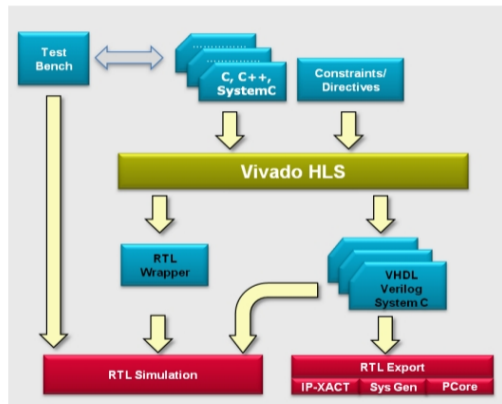 Test
Bench
C, C++,
SystemC
Constraints/
Directives
Vivado HLS
RTL
Wrapper
VHDL
Verilog
System C
RTL Simulation
RTL Export
IP-XACT Sys Gen PCore